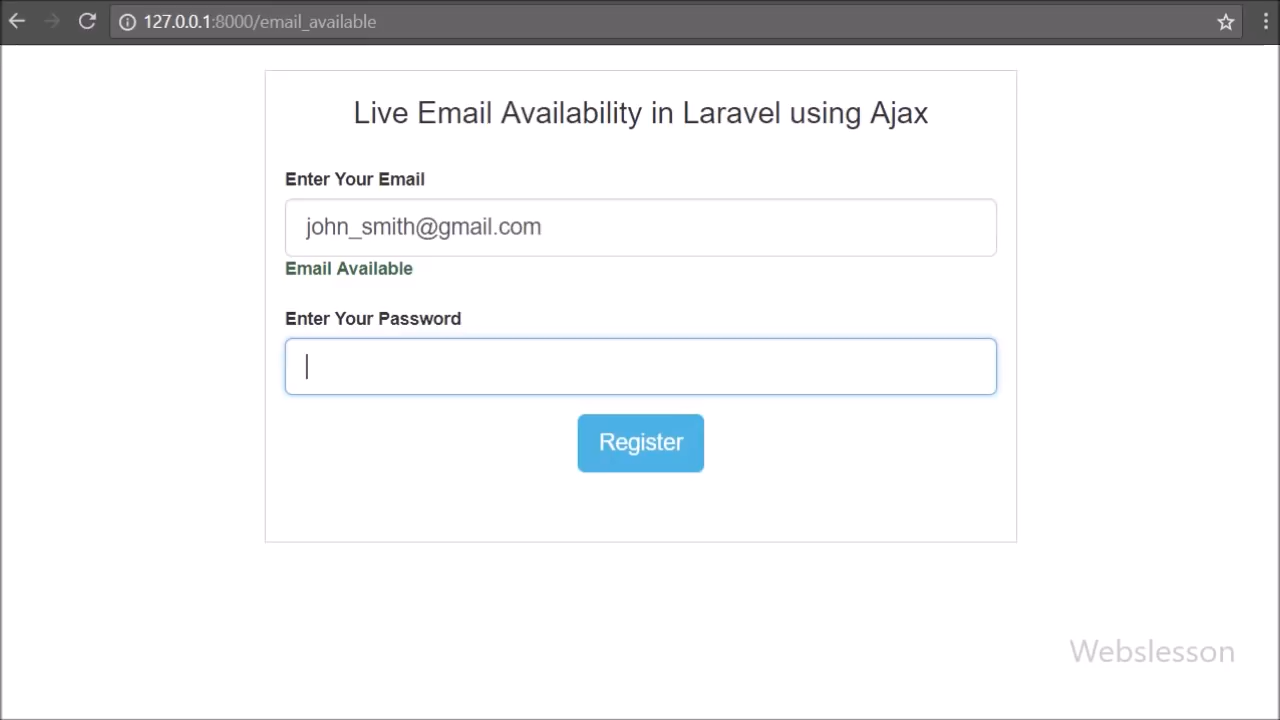 127.0.0.1:8000/email_available
Live Email Availability in Laravel using Ajax
Enter Your Email
john_smith@gmail.com
Email Available
Enter Your Password
Register
Webslesson